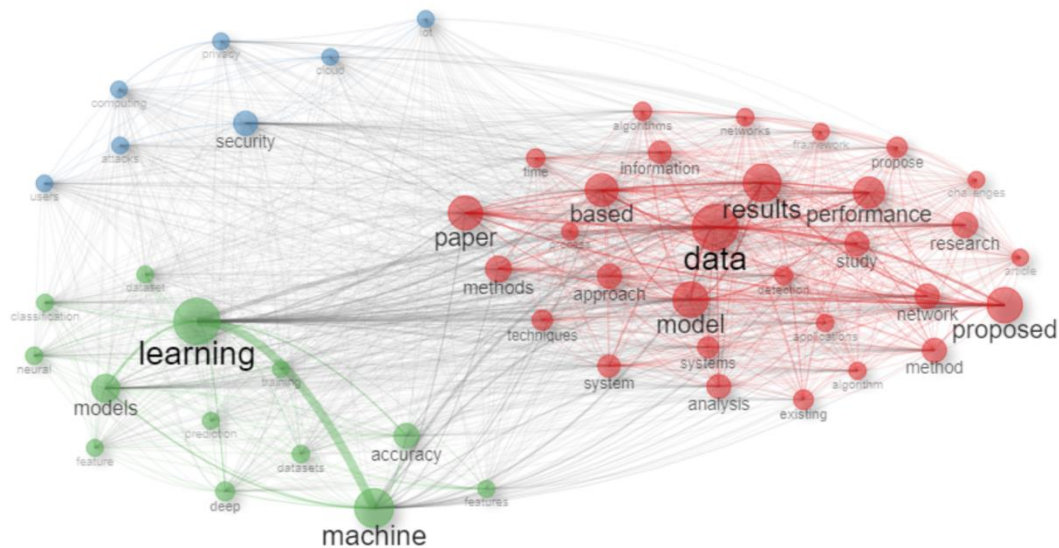 iot
privacy
cloud
computing
security
attacks
users
algorithms
networks
framework
propose
time
information
challenges
based
results
performance
paper
process
research
data
study
article
methods
approach
detection
dataset
model
network
proposed
classification
techniques
applications
learning
systems
method
neural
system
algorithm
training
analysis
models
existing
prediction
accuracy
feature
datasets
deep
features
machine